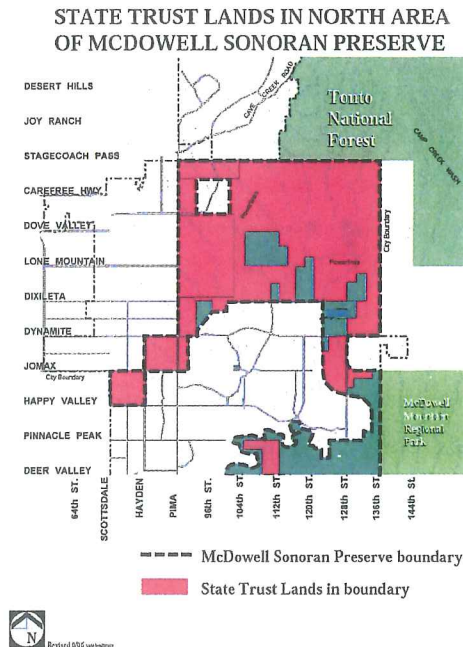 STATE TRUST LANDS IN NORTH AREA
OF MCDOWELL SONORAN PRESERVE
DESERT HILLS
JOY RANCH
STAGECOACH PASS
CAREFREE HWY
DOVE VALLEY
LONE MOUNTAIN
DIXILETA
DYNAMITE
JOMAX
City Boundary
HAPPY VALLEY
PINNACLE PEAK
DEER VALLEY
CAVE CREEK ROAD
Tonto
National
Forest
CAMP CREEK WASH
City Boundary
McDowell
Mountain
Regional
Park
64th ST.
SCOTTSDALE
HAYDEN
PIMA
96th ST.
104th ST.
112th ST
120th ST.
128th ST.
136th ST.
144th St.
McDowell Sonoran Preserve boundary
State Trust Lands in boundary
N
Revised 9/05